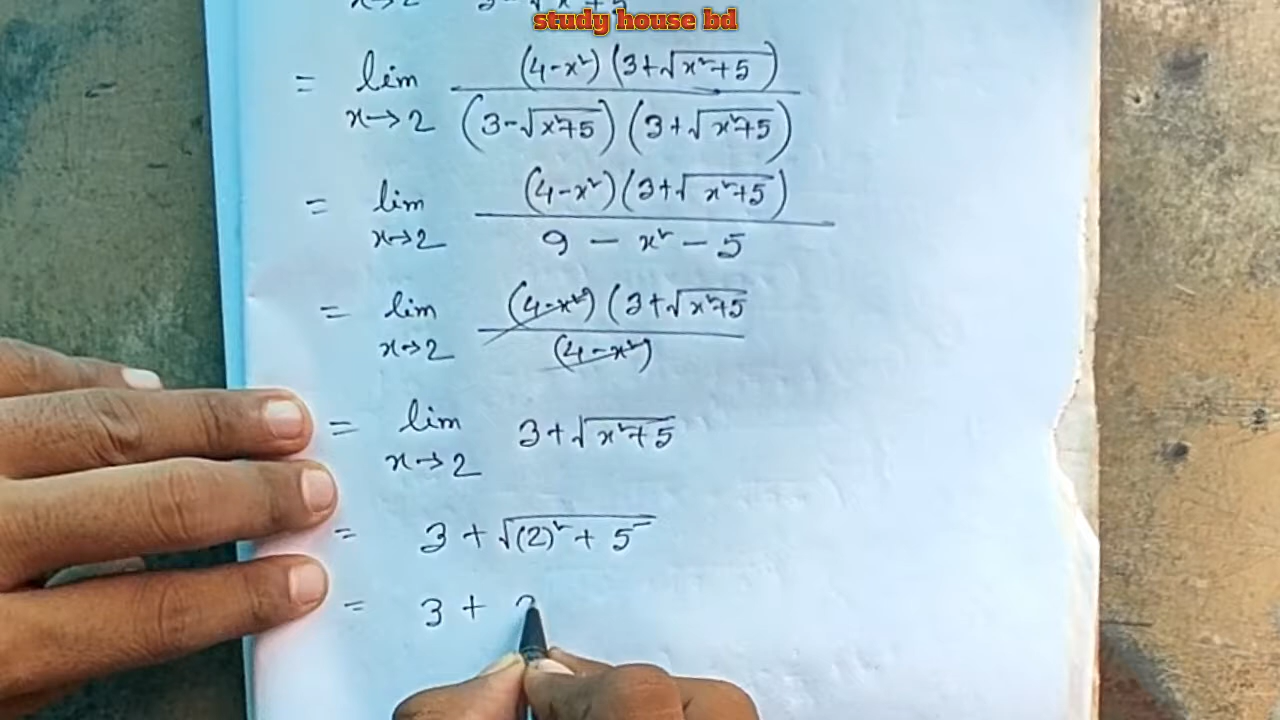 study house bd
= lim x→2 (4-x²)(3+√x²+5) / (3-√x²+5)(3+√x²+5)
= lim x→2 (4-x²)(3+√x²+5) / 9 - x² - 5
= lim x→2 (4-x²)(3+√x²+5 / (4-x²)
= lim x→2 3+√x²+5
= 3+√(2)²+5
= 3 +